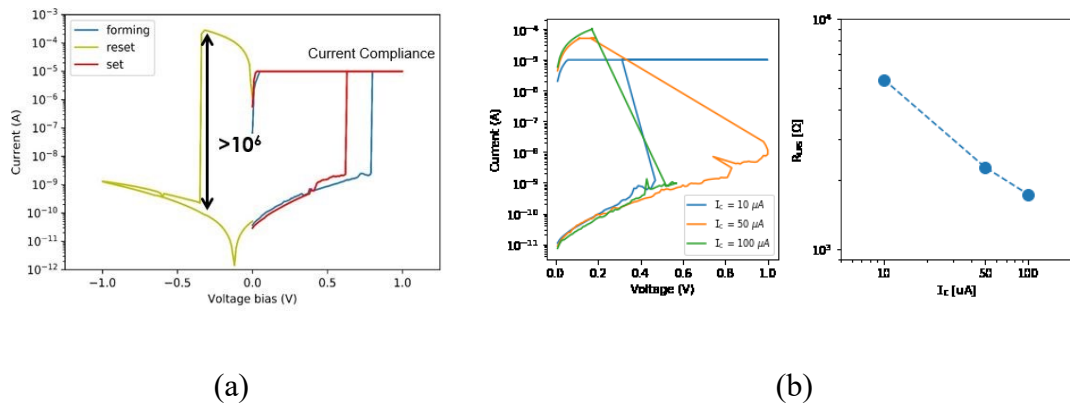 10⁻³
10⁻⁴
10⁻⁵
10⁻⁶
10⁻⁷
10⁻⁸
10⁻⁹
10⁻¹⁰
10⁻¹¹
10⁻¹²
Current (A)
forming
reset
set
Current Compliance
>10⁶
−1.0 −0.5 0.0 0.5 1.0
Voltage bias (V)
(a)
10⁻⁴
10⁻⁵
10⁻⁶
10⁻⁷
10⁻⁸
10⁻⁹
10⁻¹⁰
10⁻¹¹
Current (A)
I_c = 10 μA
I_c = 50 μA
I_c = 100 μA
0.0 0.2 0.4 0.6 0.8 1.0
Voltage (V)
10⁴
10³
[Ω]
10 50 100
I_c [uA]
(b)